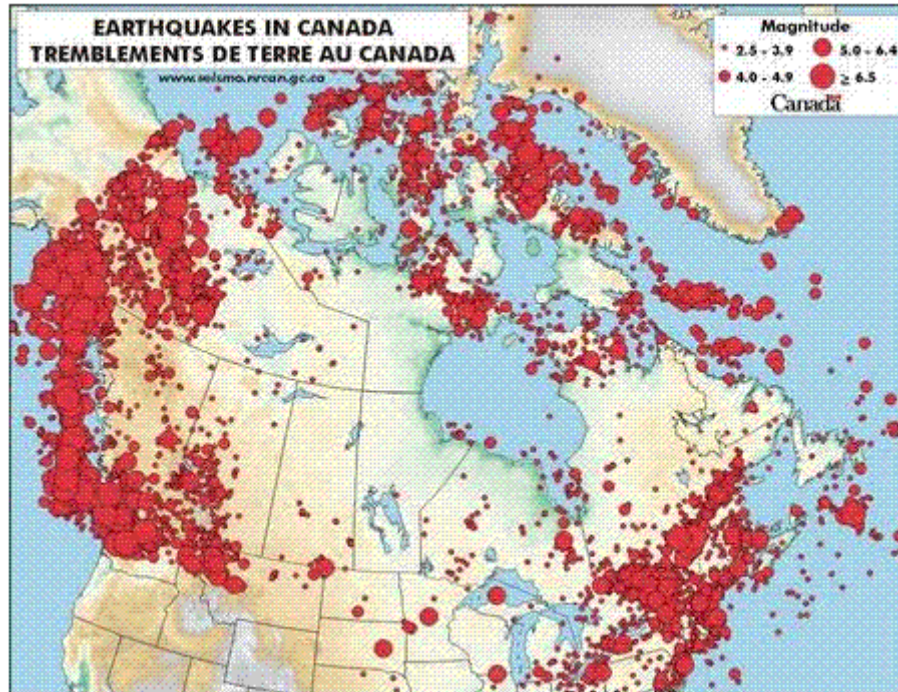 EARTHQUAKES IN CANADA
TREMBLEMENTS DE TERRE AU CANADA
www.seismo.nrcan.gc.ca
Magnitude
2.5 - 3.9
5.0 - 6.4
4.0 - 4.9
≥ 6.5
Canada